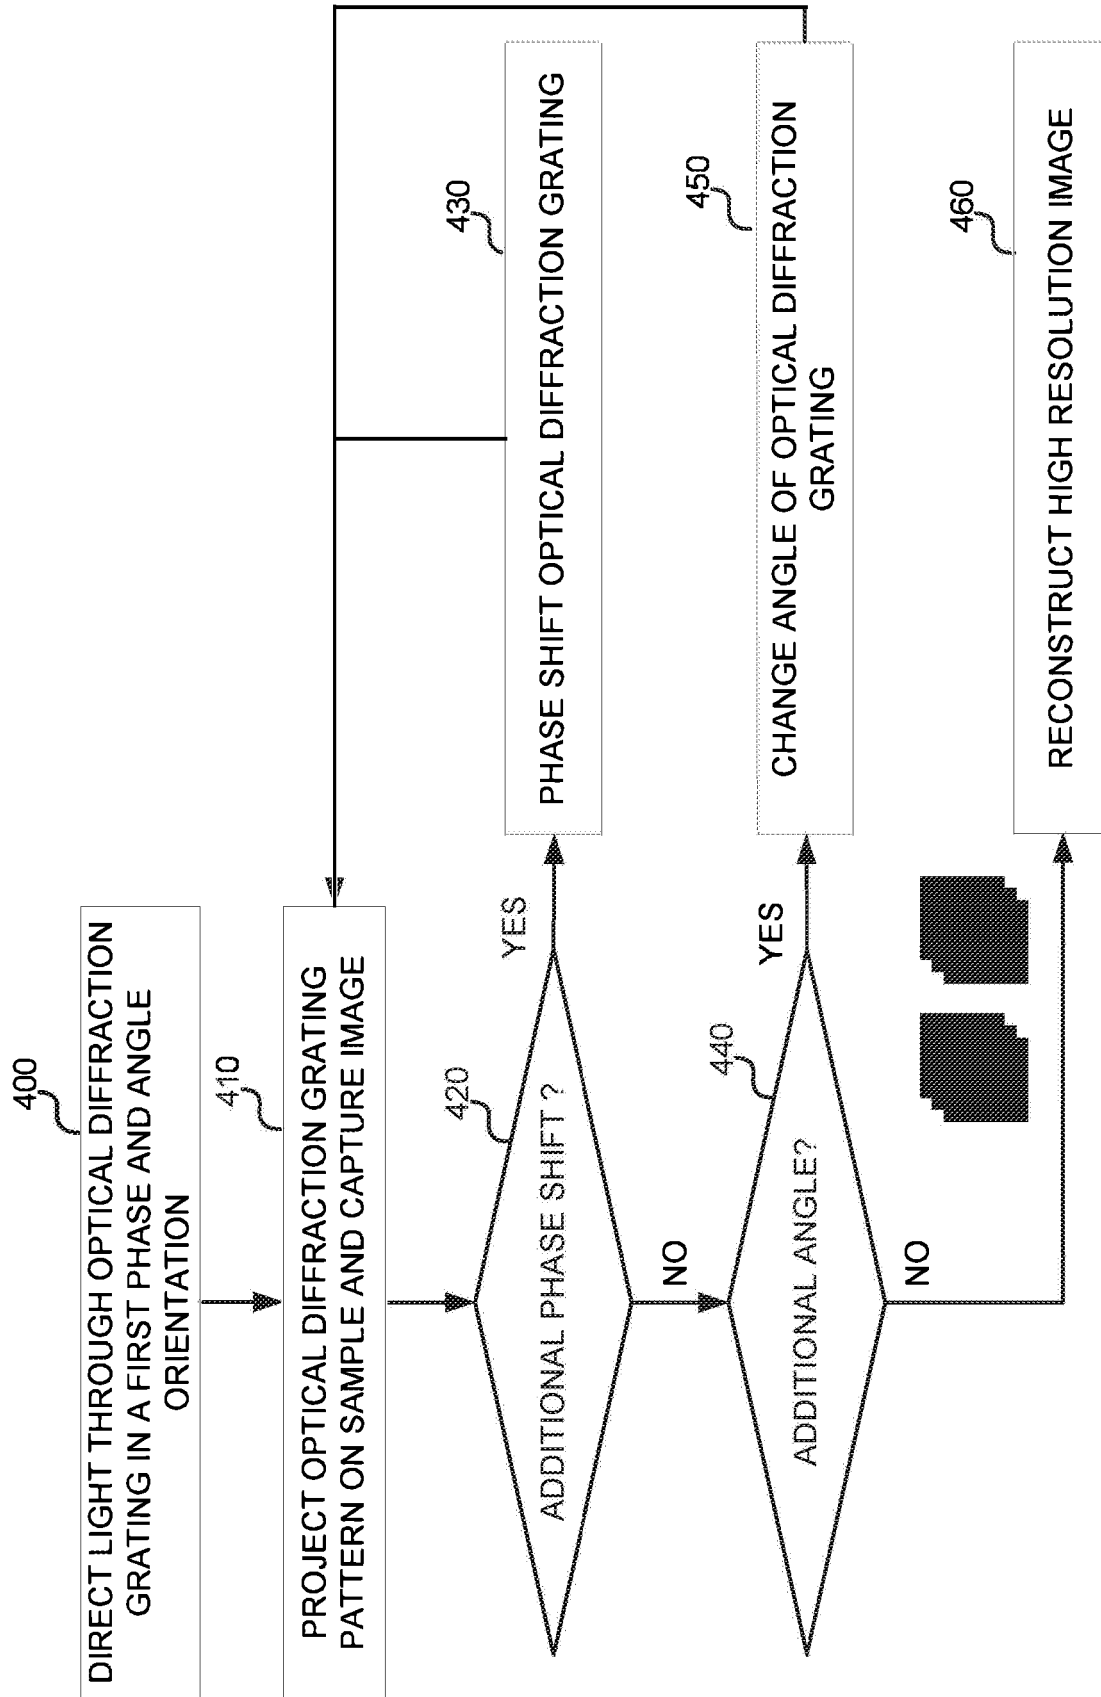 400
DIRECT LIGHT THROUGH OPTICAL DIFFRACTION
GRATING IN A FIRST PHASE AND ANGLE
ORIENTATION
410
PROJECT OPTICAL DIFFRACTION GRATING
PATTERN ON SAMPLE AND CAPTURE IMAGE
420
ADDITIONAL PHASE SHIFT ?
YES
430
PHASE SHIFT OPTICAL DIFFRACTION GRATING
NO
440
ADDITIONAL ANGLE?
YES
450
CHANGE ANGLE OF OPTICAL DIFFRACTION
GRATING
NO
460
RECONSTRUCT HIGH RESOLUTION IMAGE